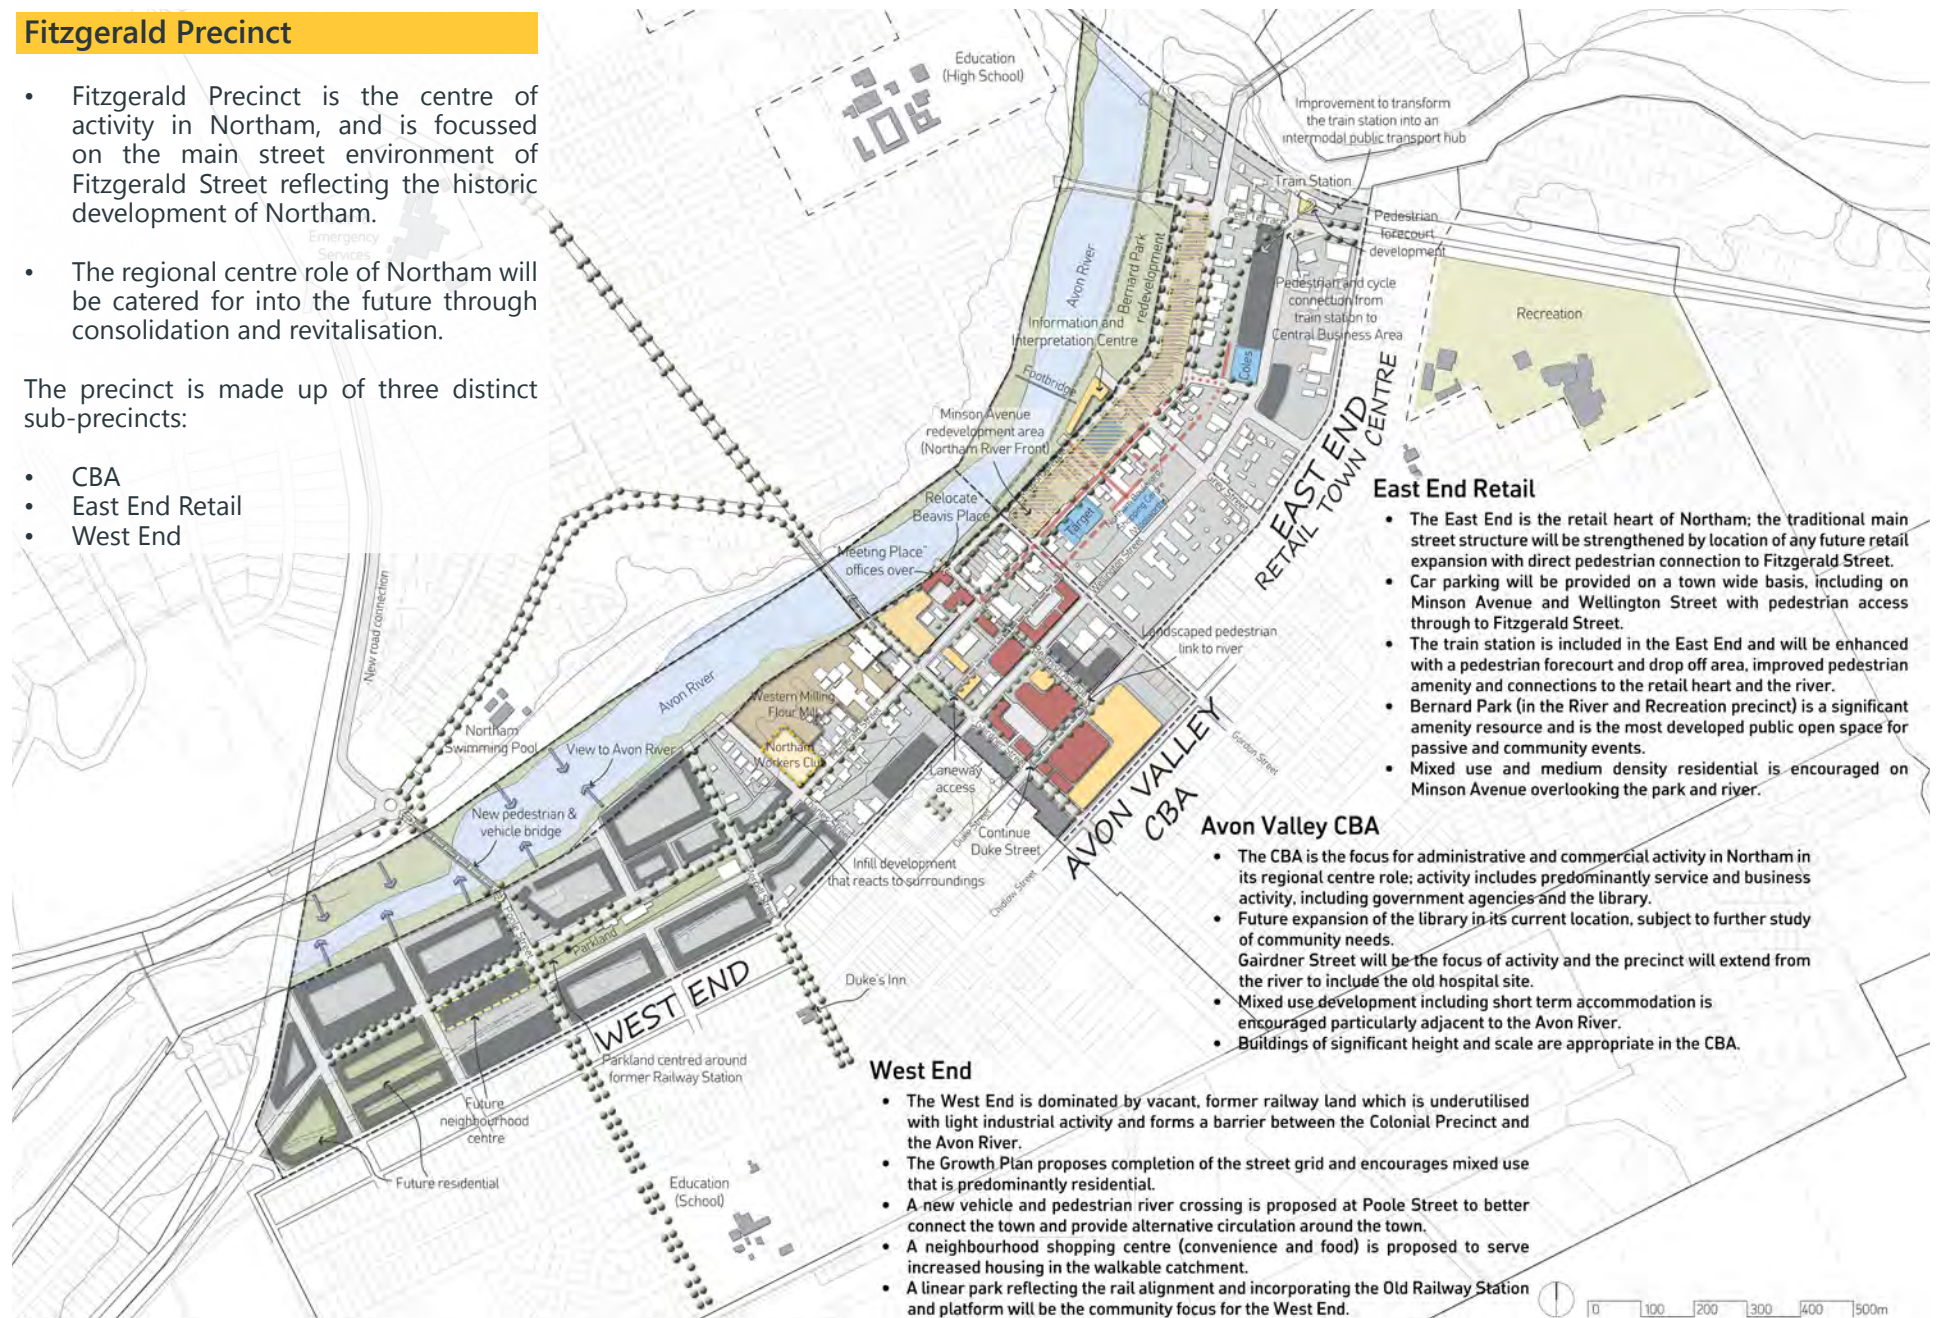 Fitzgerald Precinct
• Fitzgerald Precinct is the centre of
activity in Northam, and is focussed
on the main street environment of
Fitzgerald Street reflecting the historic
development of Northam.
• The regional centre role of Northam will
be catered for into the future through
consolidation and revitalisation.
The precinct is made up of three distinct
sub-precincts:
• CBA
• East End Retail
• West End
Emergency
Services
Education
(High School)
Improvement to transform
the train station into an
intermodal public transport hub
Train Station
Peel Terrace
Pedestrian
forecourt
development
Pedestrian and cycle
connection from
train station to
Central Business Area
Recreation
Avon River
Bernard Park
redevelopment
Information and
Interpretation Centre
Footbridge
Coles
Minson Avenue
redevelopment area
(Northam River Front)
Relocate
Beavis Place
"Meeting Place"
offices over
Target
Grey Street
Wellington Street
EAST END
RETAIL TOWN CENTRE
Landscaped pedestrian
link to river
New road connection
Avon River
Western Milling
Flour Mill
Northam
Workers Club
Northam
Swimming Pool
View to Avon River
New pedestrian &
vehicle bridge
Laneway
access
Duke Street
Continue
Duke Street
Chidlow Street
Gordon Street
AVON VALLEY
CBA
Infill development
that reacts to surroundings
Poole Street
Parkland
WEST END
Duke's Inn
Parkland centred around
former Railway Station
Future
neighbourhood
centre
Future residential
Education
(School)
East End Retail
• The East End is the retail heart of Northam; the traditional main
street structure will be strengthened by location of any future retail
expansion with direct pedestrian connection to Fitzgerald Street.
• Car parking will be provided on a town wide basis, including on
Minson Avenue and Wellington Street with pedestrian access
through to Fitzgerald Street.
• The train station is included in the East End and will be enhanced
with a pedestrian forecourt and drop off area, improved pedestrian
amenity and connections to the retail heart and the river.
• Bernard Park (in the River and Recreation precinct) is a significant
amenity resource and is the most developed public open space for
passive and community events.
• Mixed use and medium density residential is encouraged on
Minson Avenue overlooking the park and river.
Avon Valley CBA
• The CBA is the focus for administrative and commercial activity in Northam in
its regional centre role; activity includes predominantly service and business
activity, including government agencies and the library.
• Future expansion of the library in its current location, subject to further study
of community needs.
Gairdner Street will be the focus of activity and the precinct will extend from
the river to include the old hospital site.
• Mixed use development including short term accommodation is
encouraged particularly adjacent to the Avon River.
• Buildings of significant height and scale are appropriate in the CBA.
West End
• The West End is dominated by vacant, former railway land which is underutilised
with light industrial activity and forms a barrier between the Colonial Precinct and
the Avon River.
• The Growth Plan proposes completion of the street grid and encourages mixed use
that is predominantly residential.
• A new vehicle and pedestrian river crossing is proposed at Poole Street to better
connect the town and provide alternative circulation around the town.
• A neighbourhood shopping centre (convenience and food) is proposed to serve
increased housing in the walkable catchment.
• A linear park reflecting the rail alignment and incorporating the Old Railway Station
and platform will be the community focus for the West End.
0 100 200 300 400 500m